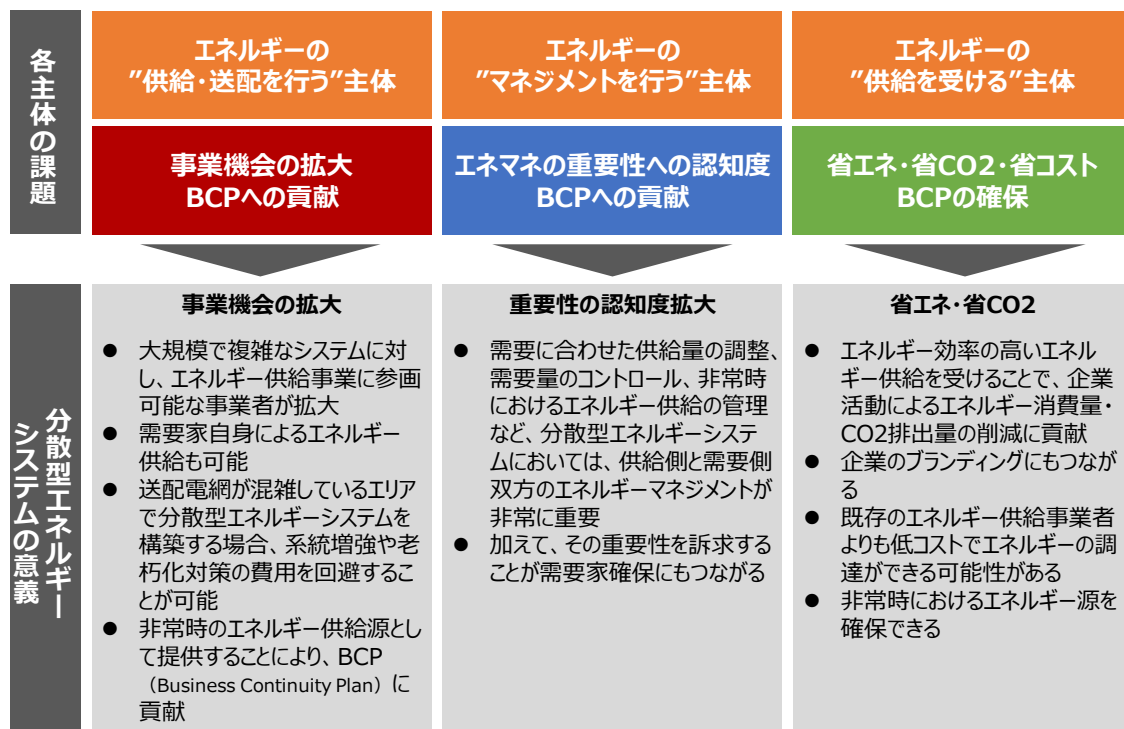 各主体の課題
エネルギーの
”供給・送配を行う”主体
エネルギーの
”マネジメントを行う”主体
エネルギーの
”供給を受ける”主体
事業機会の拡大
BCPへの貢献
エネマネの重要性への認知度
BCPへの貢献
省エネ・省CO2・省コスト
BCPの確保
分散型エネルギー
システムの意義
事業機会の拡大
● 大規模で複雑なシステムに対
し、エネルギー供給事業に参画
可能な事業者が拡大
● 需要家自身によるエネルギー
供給も可能
● 送配電網が混雑しているエリア
で分散型エネルギーシステムを
構築する場合、系統増強や老
朽化対策の費用を回避するこ
とが可能
● 非常時のエネルギー供給源とし
て提供することにより、BCP
（Business Continuity Plan）に
貢献
重要性の認知度拡大
● 需要に合わせた供給量の調整、
需要量のコントロール、非常時
におけるエネルギー供給の管理
など、分散型エネルギーシステ
ムにおいては、供給側と需要側
双方のエネルギーマネジメントが
非常に重要
● 加えて、その重要性を訴求する
ことが需要家確保にもつながる
省エネ・省CO2
● エネルギー効率の高いエネル
ギー供給を受けることで、企業
活動によるエネルギー消費量・
CO2排出量の削減に貢献
● 企業のブランディングにもつなが
る
● 既存のエネルギー供給事業者
よりも低コストでエネルギーの調
達ができる可能性がある
● 非常時におけるエネルギー源を
確保できる